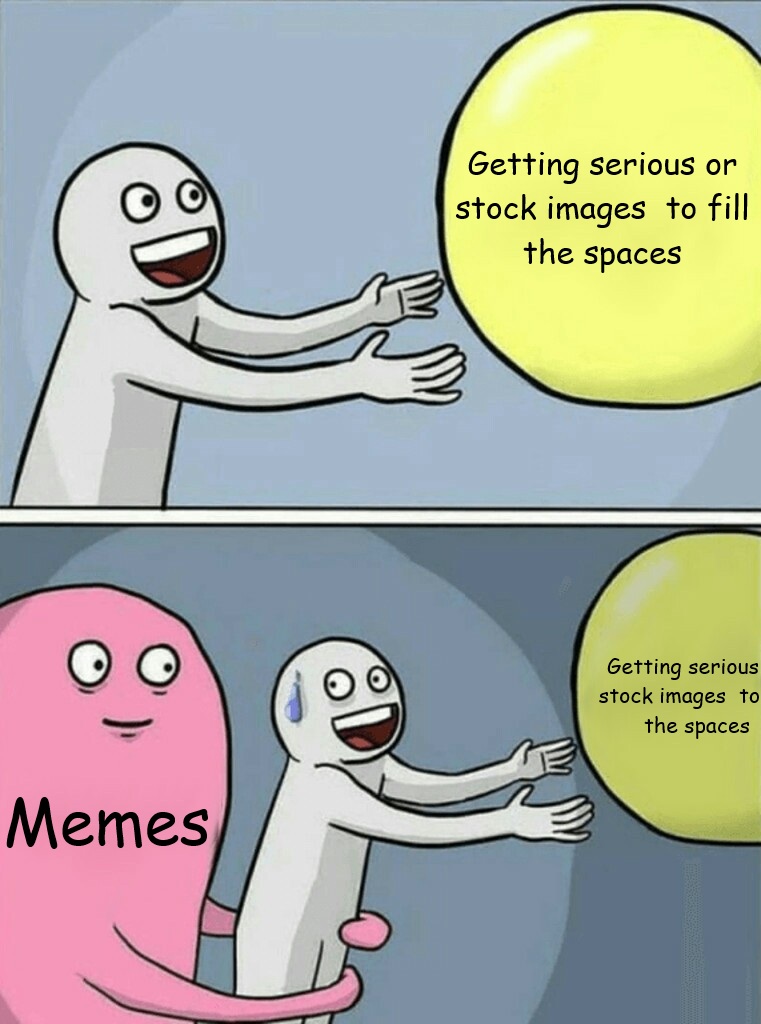 Getting serious or
stock images to fill
the spaces
Getting serious
stock images to
the spaces
Memes